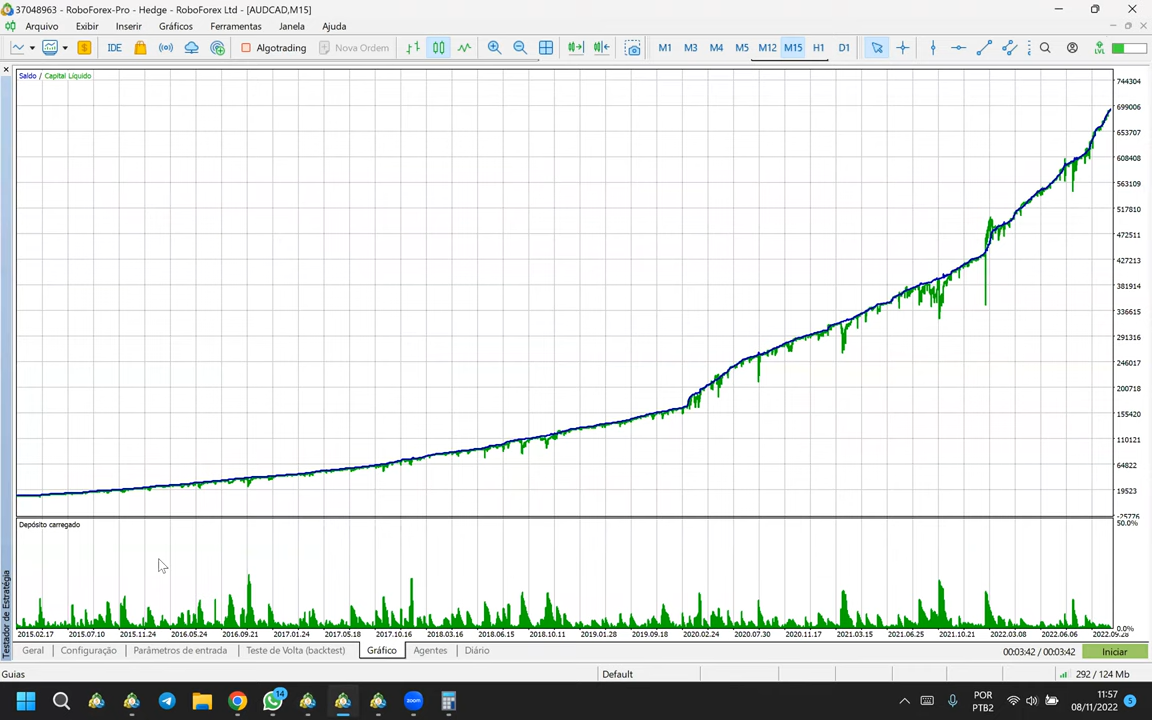 37048963 - RoboForex-Pro - Hedge - RoboForex Ltd - [AUDCAD,M15]
Arquivo Exibir Inserir Gráficos Ferramentas Janela Ajuda
IDE Algotrading Nova Ordem M1 M3 M4 M5 M12 M15 H1 D1 LVL
Saldo / Capital Líquido
744304
699006
653707
608408
563109
517810
472511
427213
381914
336615
291316
246017
200718
155420
110121
64822
19523
-25776
Depósito carregado
50.0%
0.0%
2015.02.17 2015.07.10 2015.11.24 2016.05.24 2016.09.21 2017.01.24 2017.05.18 2017.10.16 2018.03.16 2018.06.15 2018.10.11 2019.01.28 2019.09.18 2020.02.24 2020.07.30 2020.11.17 2021.03.15 2021.06.25 2021.10.21 2022.03.08 2022.06.06 2022.09.28
Testador de Estratégia
Geral Configuração Parâmetros de entrada Teste de Volta (backtest) Gráfico Agentes Diário 00:03:42 / 00:03:42 Iniciar
Guias Default 292 / 124 Mb
14 zoom POR 11:57
PTB2 08/11/2022 5